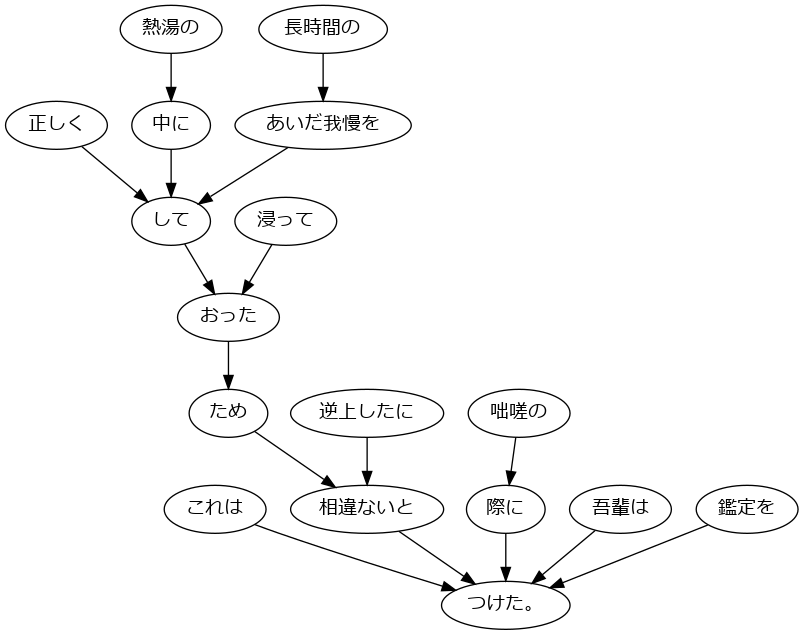 熱湯の
長時間の
正しく
中に
あいだ我慢を
して
浸って
おった
ため
逆上したに
咄嗟の
これは
相違ないと
際に
吾輩は
鑑定を
つけた。